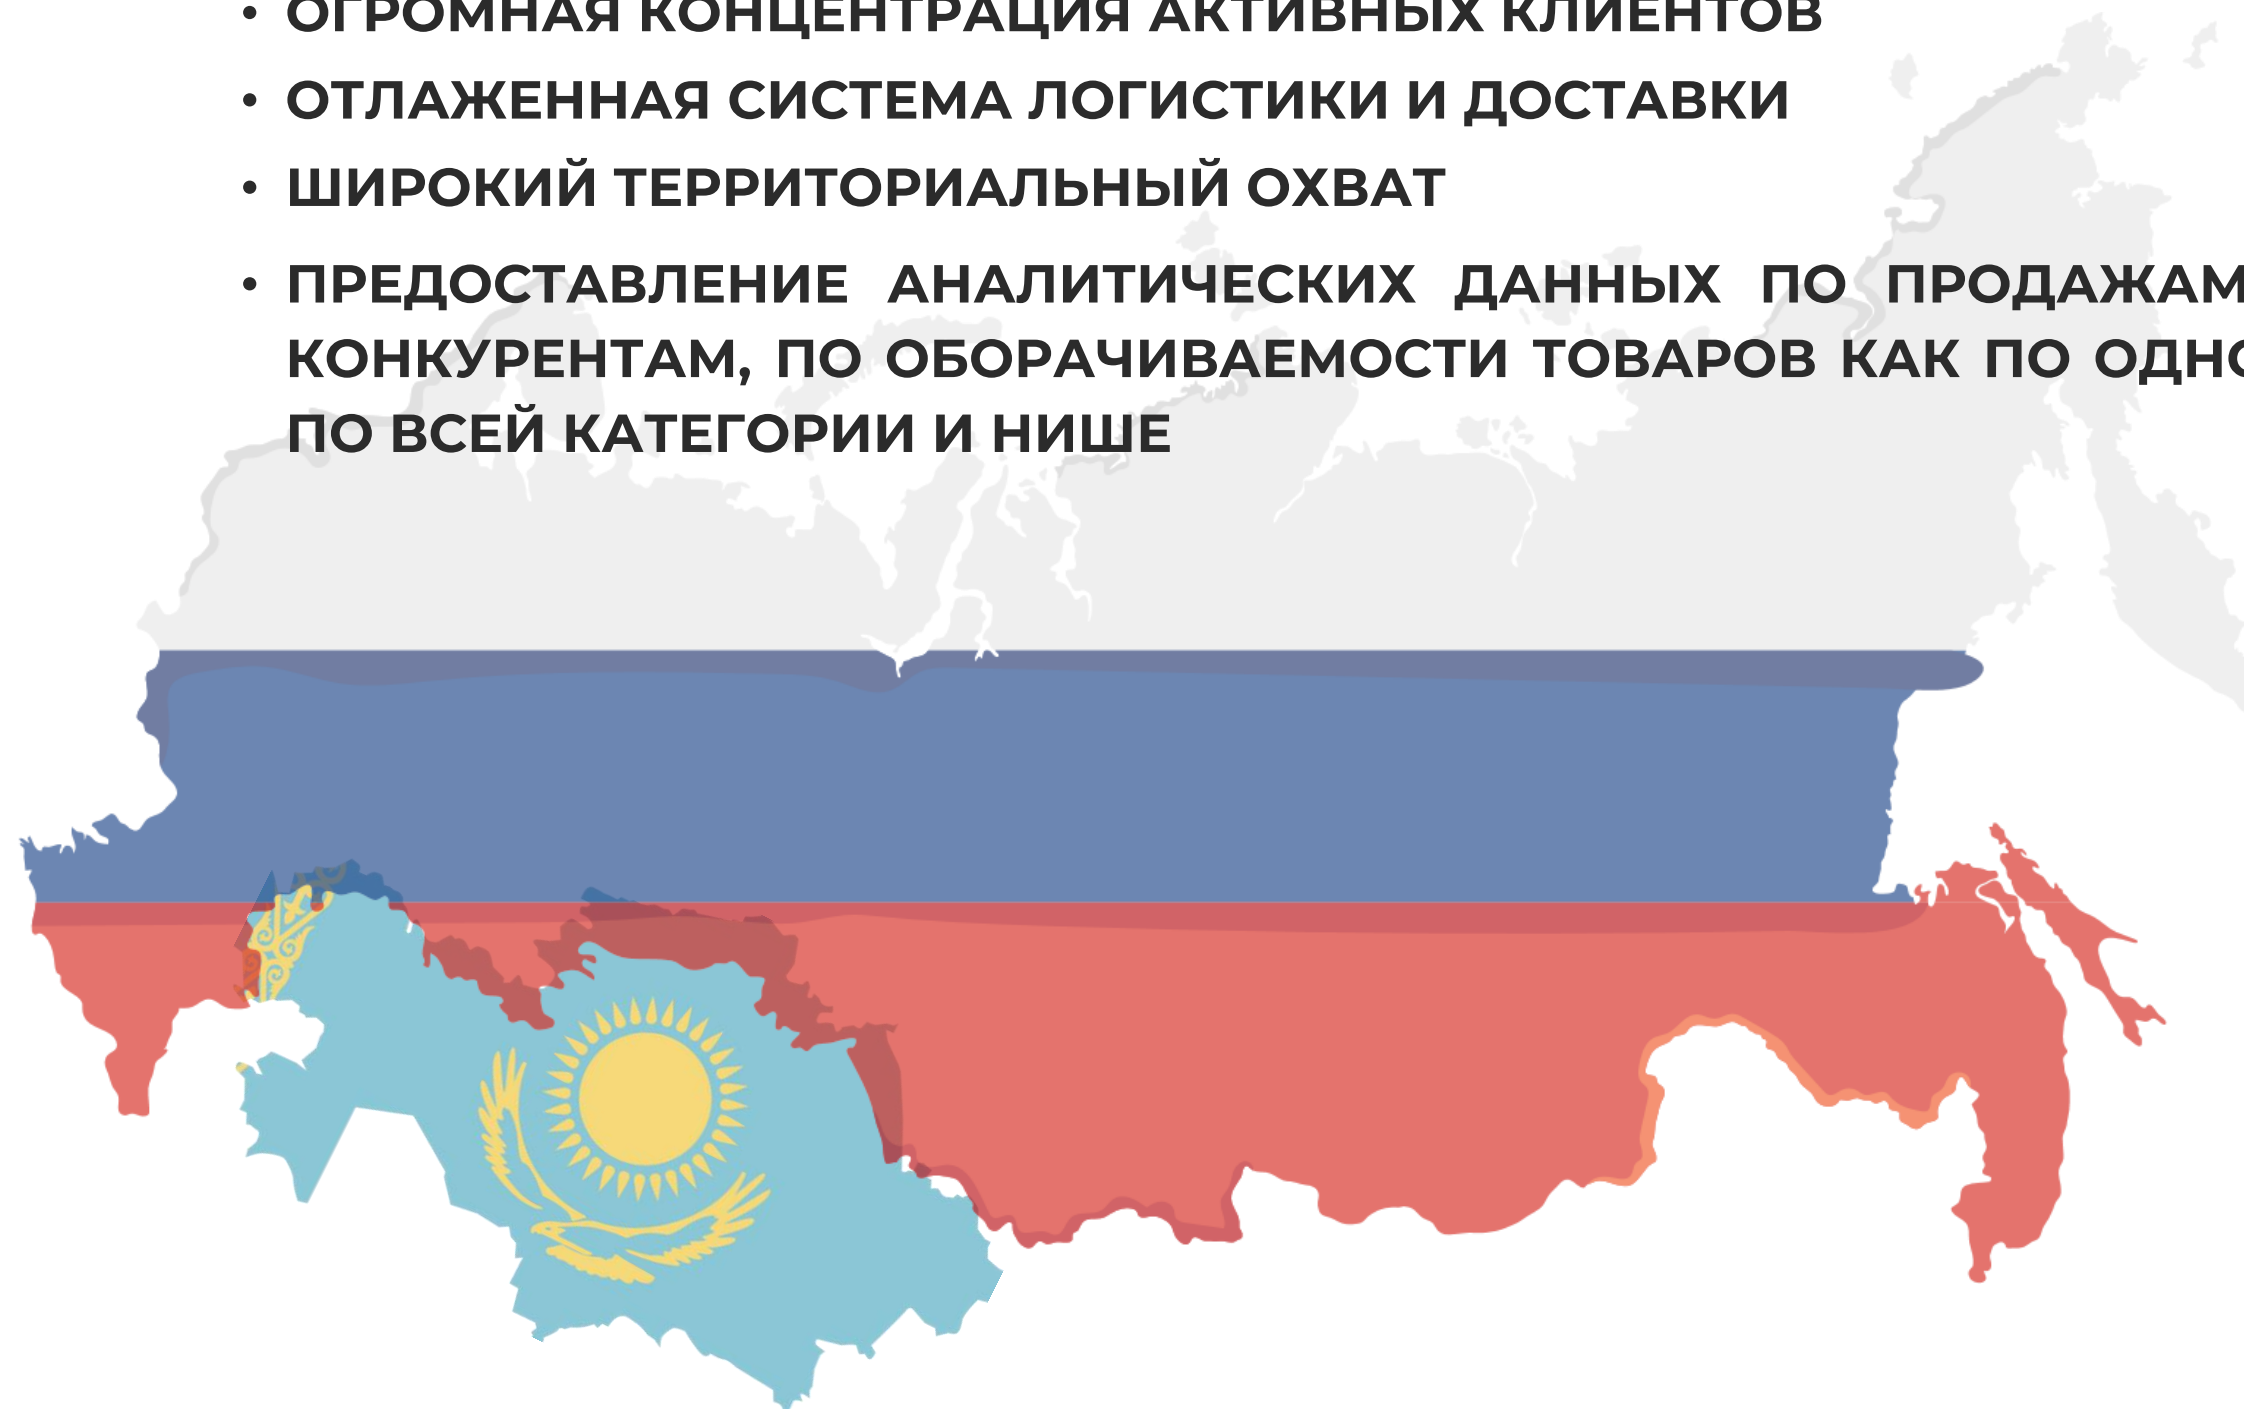 • ОГРОМНАЯ КОНЦЕНТРАЦИЯ АКТИВНЫХ КЛИЕНТОВ
• ОТЛАЖЕННАЯ СИСТЕМА ЛОГИСТИКИ И ДОСТАВКИ
• ШИРОКИЙ ТЕРРИТОРИАЛЬНЫЙ ОХВАТ
• ПРЕДОСТАВЛЕНИЕ АНАЛИТИЧЕСКИХ ДАННЫХ ПО ПРОДАЖАМ
КОНКУРЕНТАМ, ПО ОБОРАЧИВАЕМОСТИ ТОВАРОВ КАК ПО
ПО ВСЕЙ КАТЕГОРИИ И НИШЕ